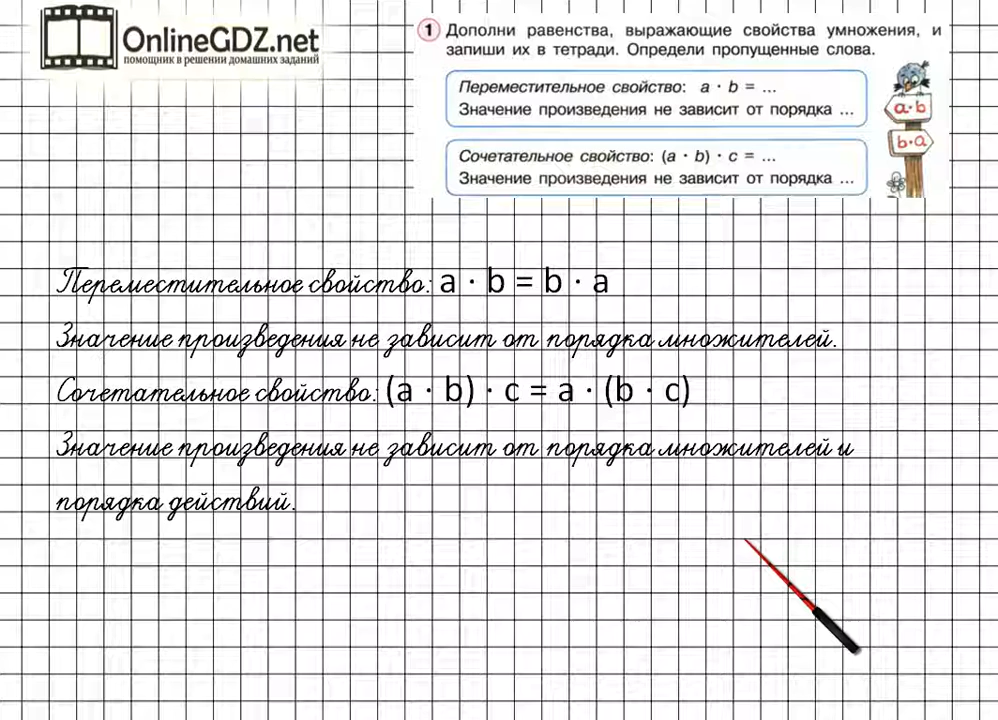 OnlineGDZ.net
помощник в решении домашних заданий
1 Дополни равенства, выражающие свойства умножения, и
запиши их в тетради. Определи пропущенные слова.
Переместительное свойство: a · b = ...
Значение произведения не зависит от порядка ...
a·b
b·a
Сочетательное свойство: (a · b) · c = ...
Значение произведения не зависит от порядка ...
Переместительное свойство: a · b = b · a
Значение произведения не зависит от порядка множителей.
Сочетательное свойство: (a · b) · c = a · (b · c)
Значение произведения не зависит от порядка множителей и
порядка действий.